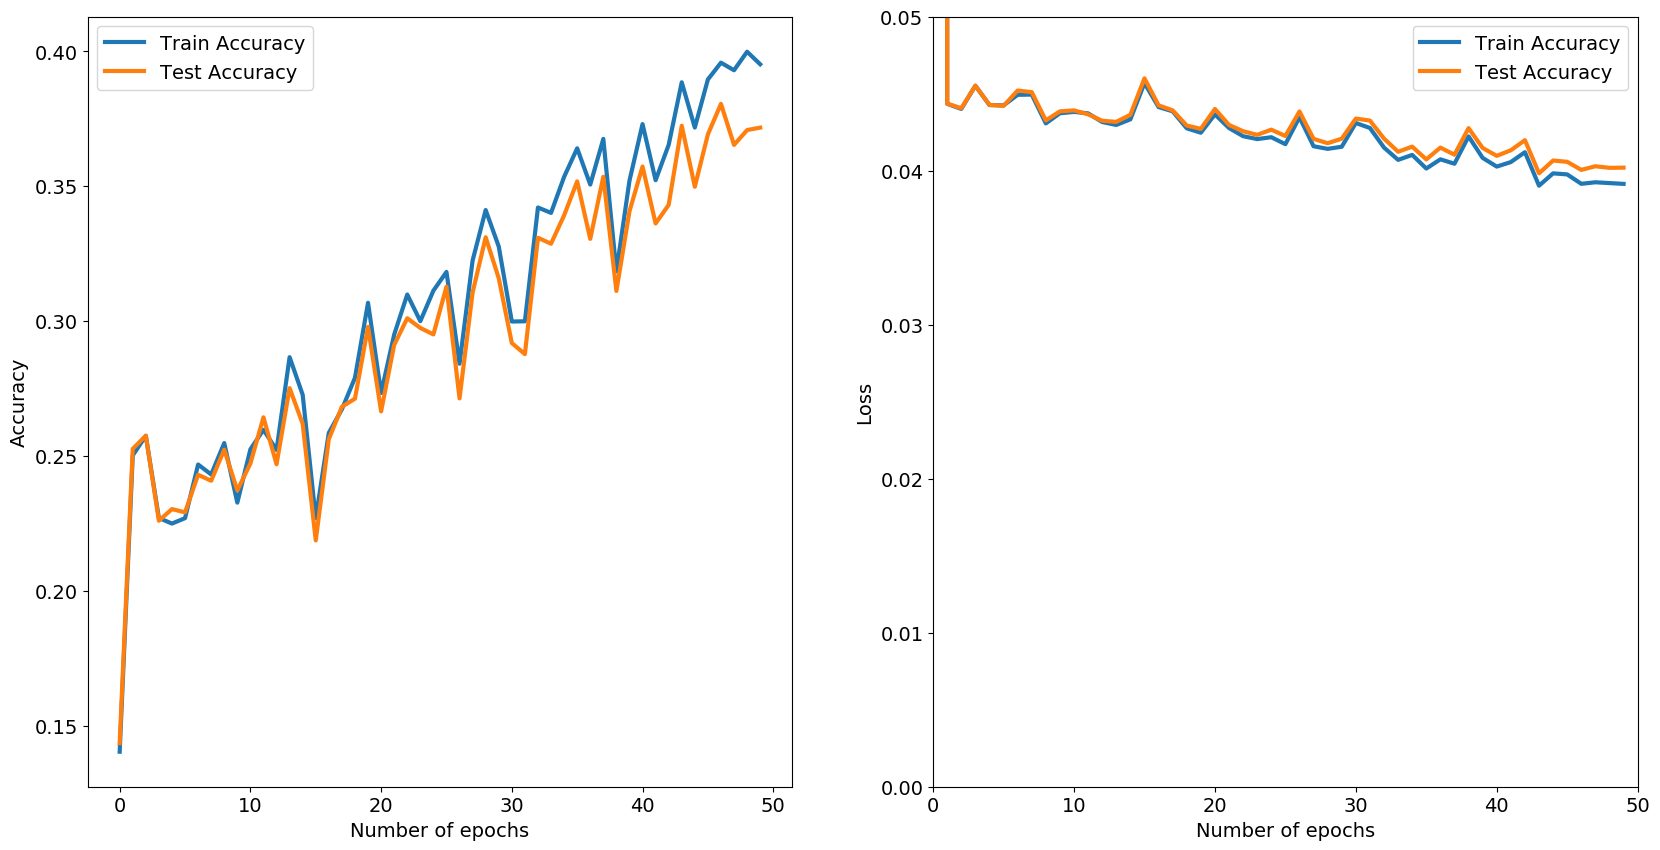 Train Accuracy
Test Accuracy
0.40
0.35
0.30
0.25
0.20
0.15
Accuracy
0 10 20 30 40 50
Number of epochs
Train Accuracy
Test Accuracy
0.05
0.04
0.03
0.02
0.01
0.00
Loss
0 10 20 30 40 50
Number of epochs